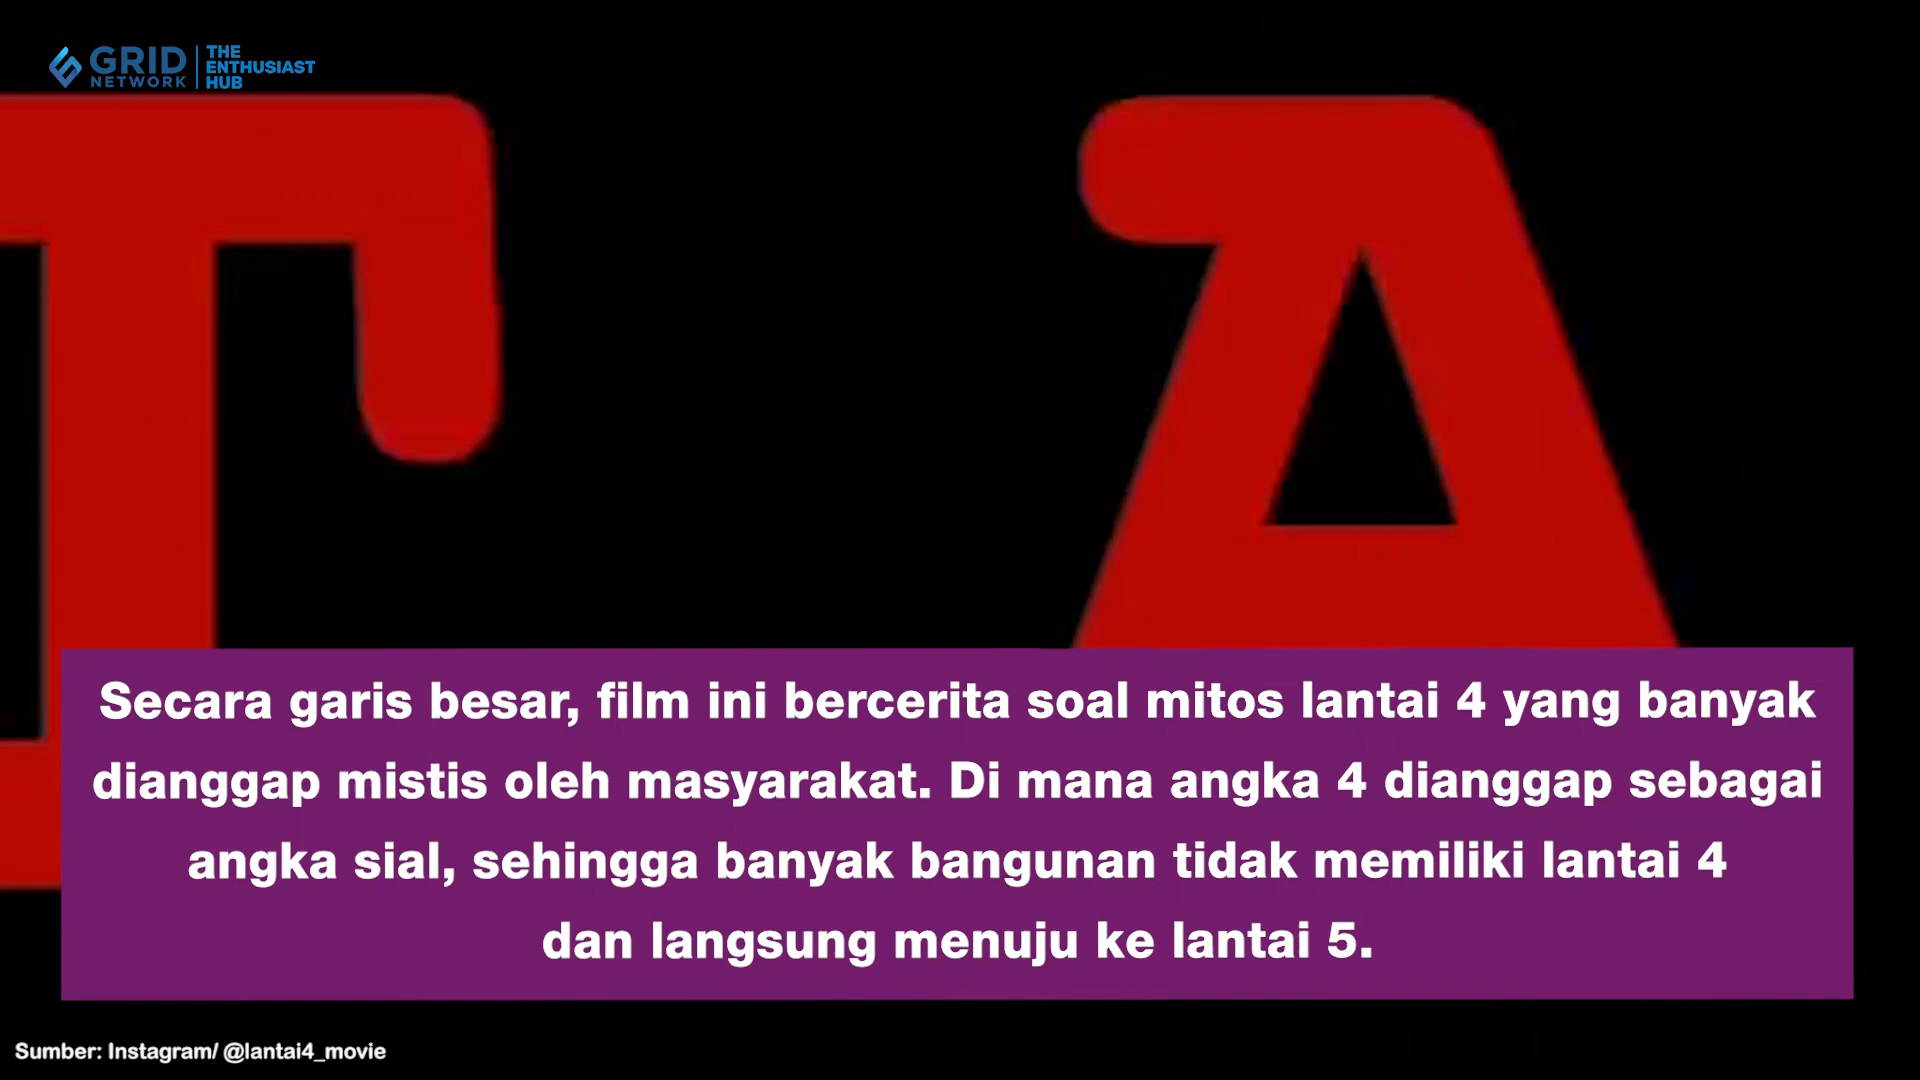 GRID
NETWORK
THE
ENTHUSIAST
HUB
T A
Secara garis besar, film ini bercerita soal mitos lantai 4 yang banyak
dianggap mistis oleh masyarakat. Di mana angka 4 dianggap sebagai
angka sial, sehingga banyak bangunan tidak memiliki lantai 4
dan langsung menuju ke lantai 5.
Sumber: Instagram/ @lantai4_movie